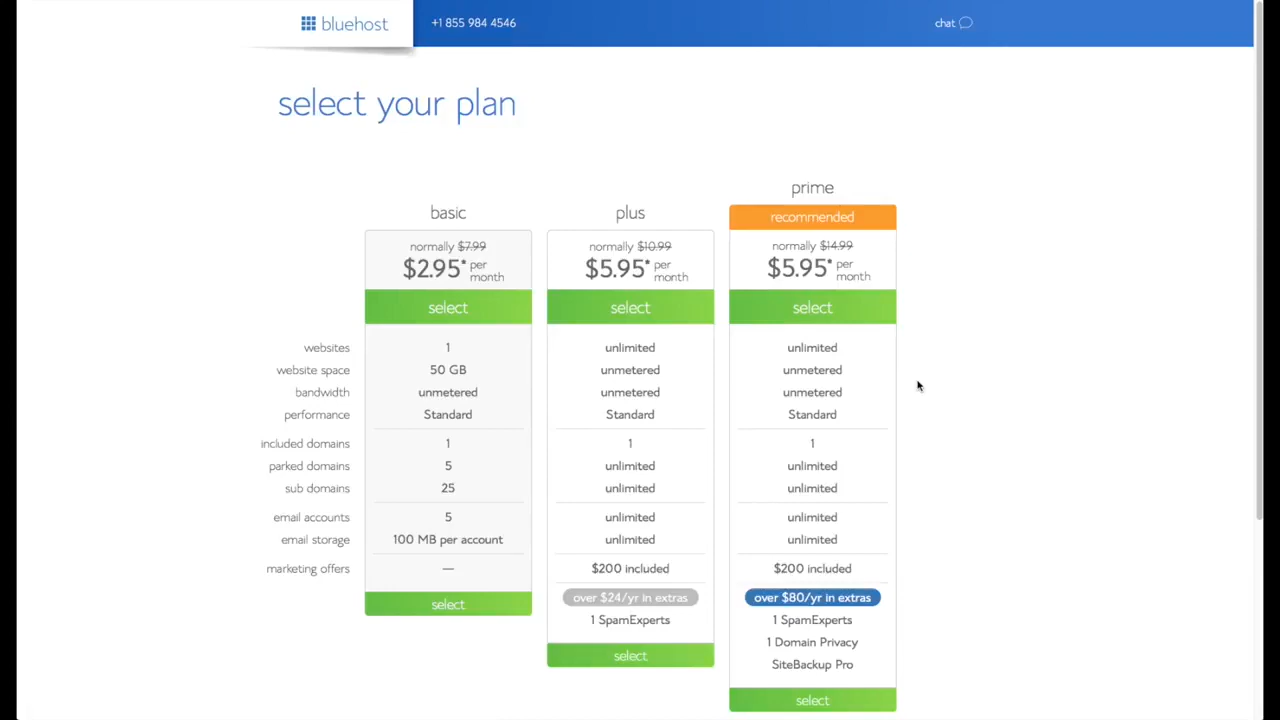 bluehost
+1 855 984 4546
chat
select your plan
basic
plus
prime
recommended
normally $7.99
$2.95* per month
normally $10.99
$5.95* per month
normally $14.99
$5.95* per month
select
select
select
websites 1 unlimited unlimited
website space 50 GB unmetered unmetered
bandwidth unmetered unmetered unmetered
performance Standard Standard Standard
included domains 1 1 1
parked domains 5 unlimited unlimited
sub domains 25 unlimited unlimited
email accounts 5 unlimited unlimited
email storage 100 MB per account unlimited unlimited
marketing offers — $200 included $200 included
over $24/yr in extras over $80/yr in extras
select
1 SpamExperts 1 SpamExperts
1 Domain Privacy
select
SiteBackup Pro
select